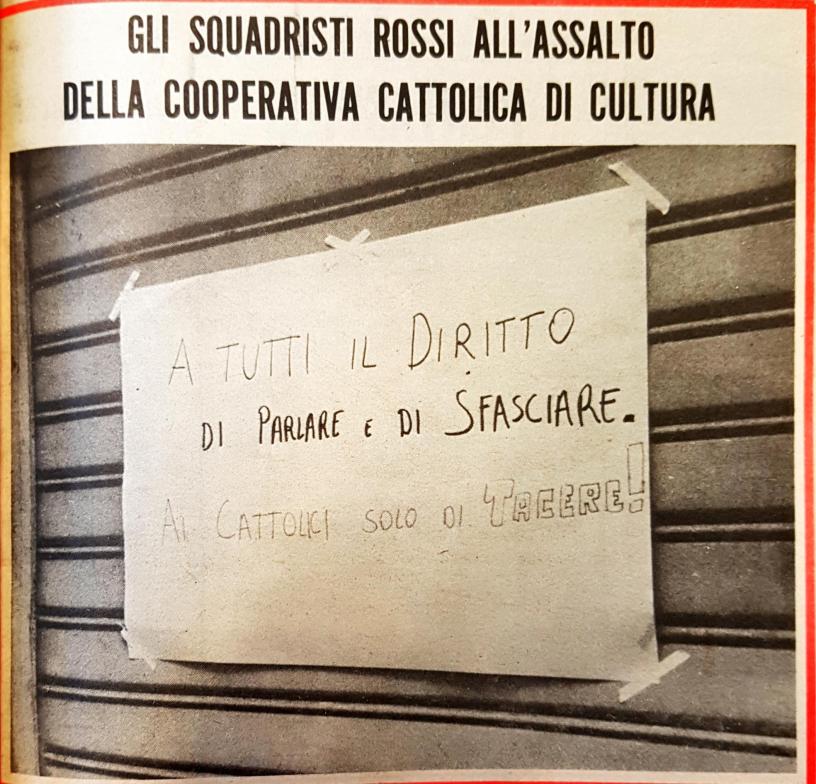 GLI SQUADRISTI ROSSI ALL'ASSALTO
DELLA COOPERATIVA CATTOLICA DI CULTURA
A TUTTI IL DIRITTO
DI PARLARE E DI SFASCIARE.
AI CATTOLICI SOLO DI TACERE!